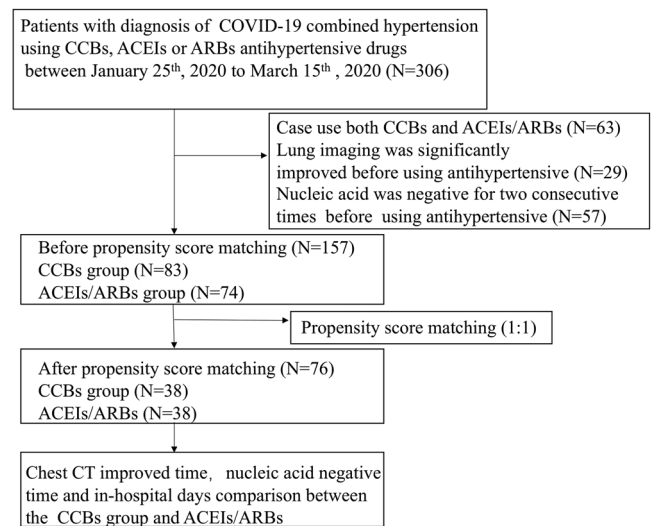 Patients with diagnosis of COVID-19 combined hypertension
using CCBs, ACEIs or ARBs antihypertensive drugs
between January 25th, 2020 to March 15th , 2020 (N=306)
Case use both CCBs and ACEIs/ARBs (N=63)
Lung imaging was significantly
improved before using antihypertensive (N=29)
Nucleic acid was negative for two consecutive
times before using antihypertensive (N=57)
Before propensity score matching (N=157)
CCBs group (N=83)
ACEIs/ARBs group (N=74)
Propensity score matching (1:1)
After propensity score matching (N=76)
CCBs group (N=38)
ACEIs/ARBs (N=38)
Chest CT improved time, nucleic acid negative
time and in-hospital days comparison between
the CCBs group and ACEIs/ARBs